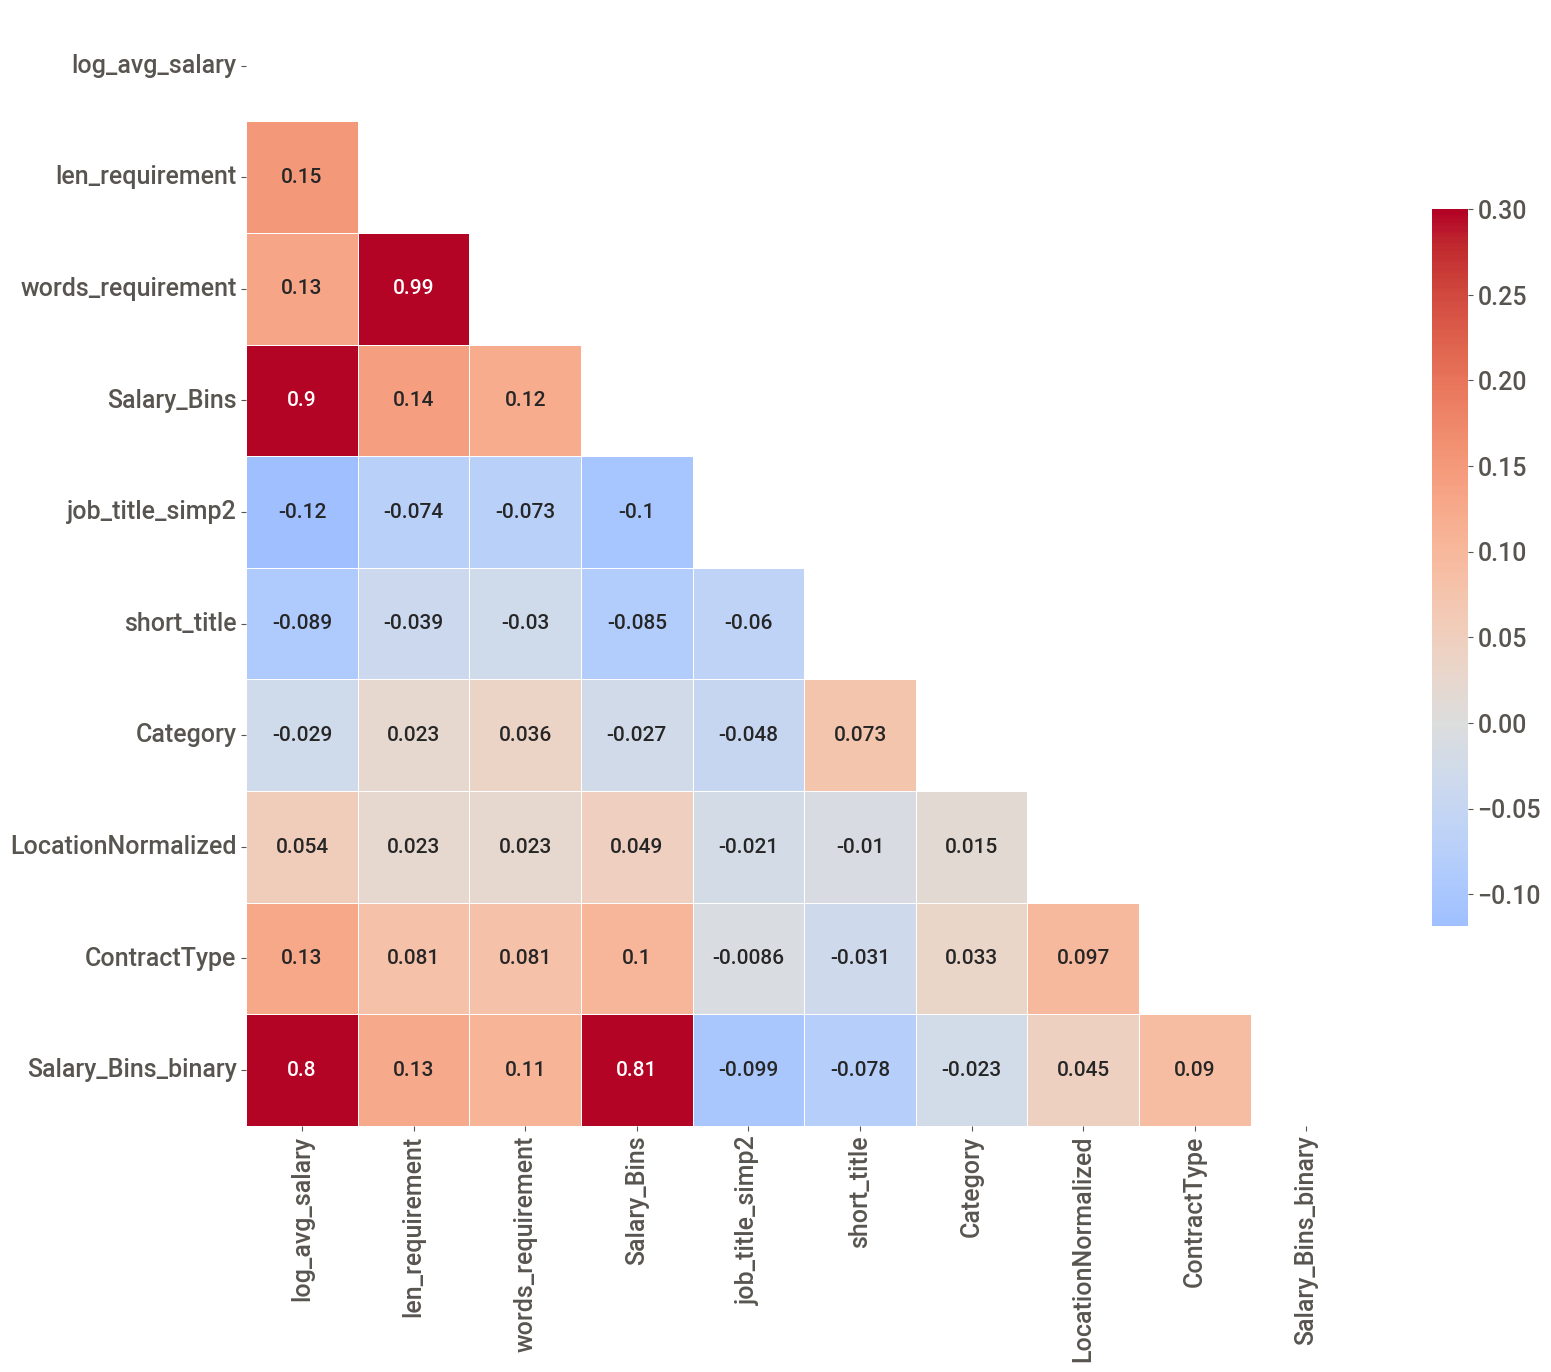 log_avg_salary
len_requirement 0.15
words_requirement 0.13 0.99
Salary_Bins 0.9 0.14 0.12
job_title_simp2 -0.12 -0.074 -0.073 -0.1
short_title -0.089 -0.039 -0.03 -0.085 -0.06
Category -0.029 0.023 0.036 -0.027 -0.048 0.073
LocationNormalized 0.054 0.023 0.023 0.049 -0.021 -0.01 0.015
ContractType 0.13 0.081 0.081 0.1 -0.0086 -0.031 0.033 0.097
Salary_Bins_binary 0.8 0.13 0.11 0.81 -0.099 -0.078 -0.023 0.045 0.09
log_avg_salary
len_requirement
words_requirement
Salary_Bins
job_title_simp2
short_title
Category
LocationNormalized
ContractType
Salary_Bins_binary
0.30
0.25
0.20
0.15
0.10
0.05
0.00
−0.05
−0.10